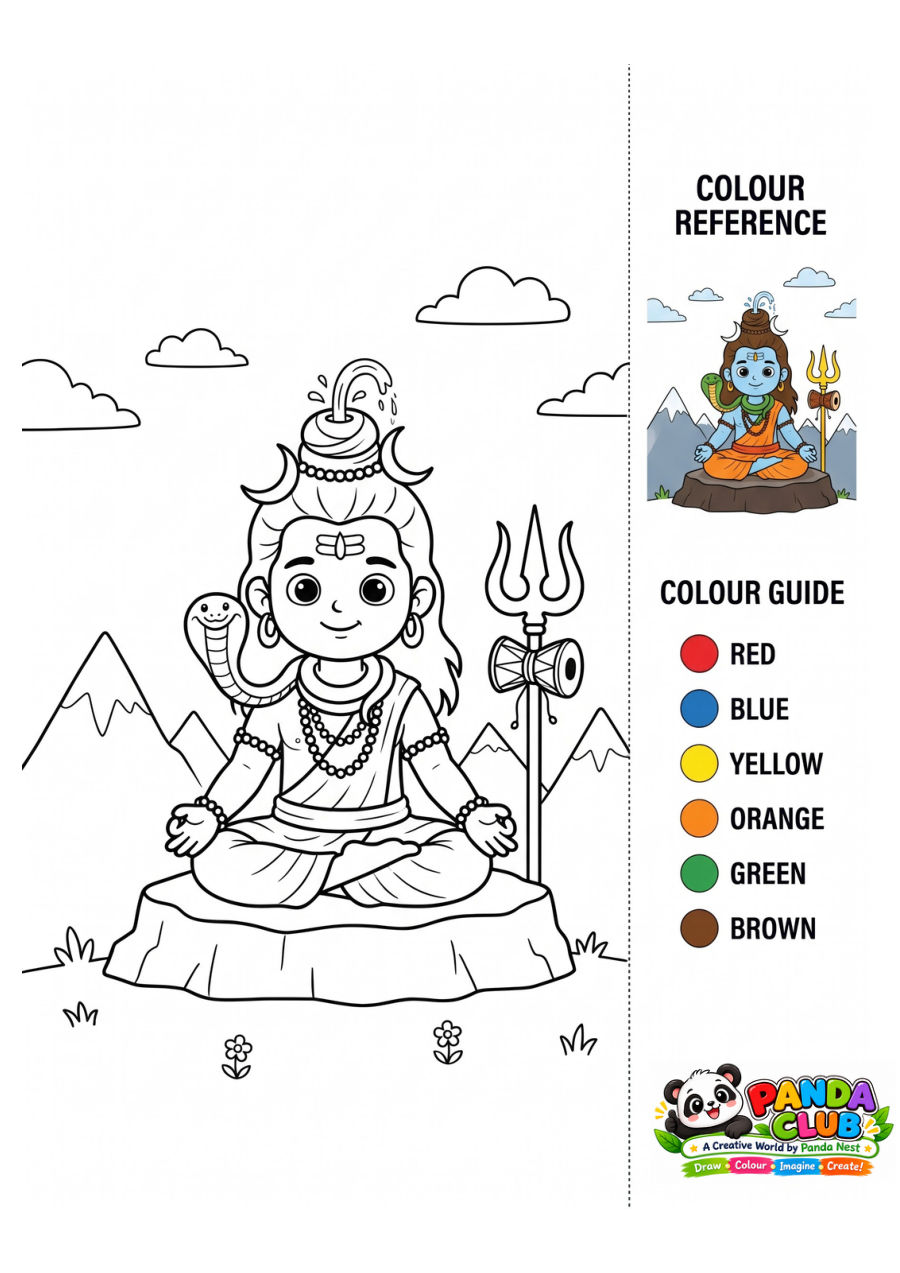 COLOUR
REFERENCE
COLOUR GUIDE
RED
BLUE
YELLOW
ORANGE
GREEN
BROWN
PANDA
CLUB
A Creative World by Panda Nest
Draw • Colour • Imagine • Create!